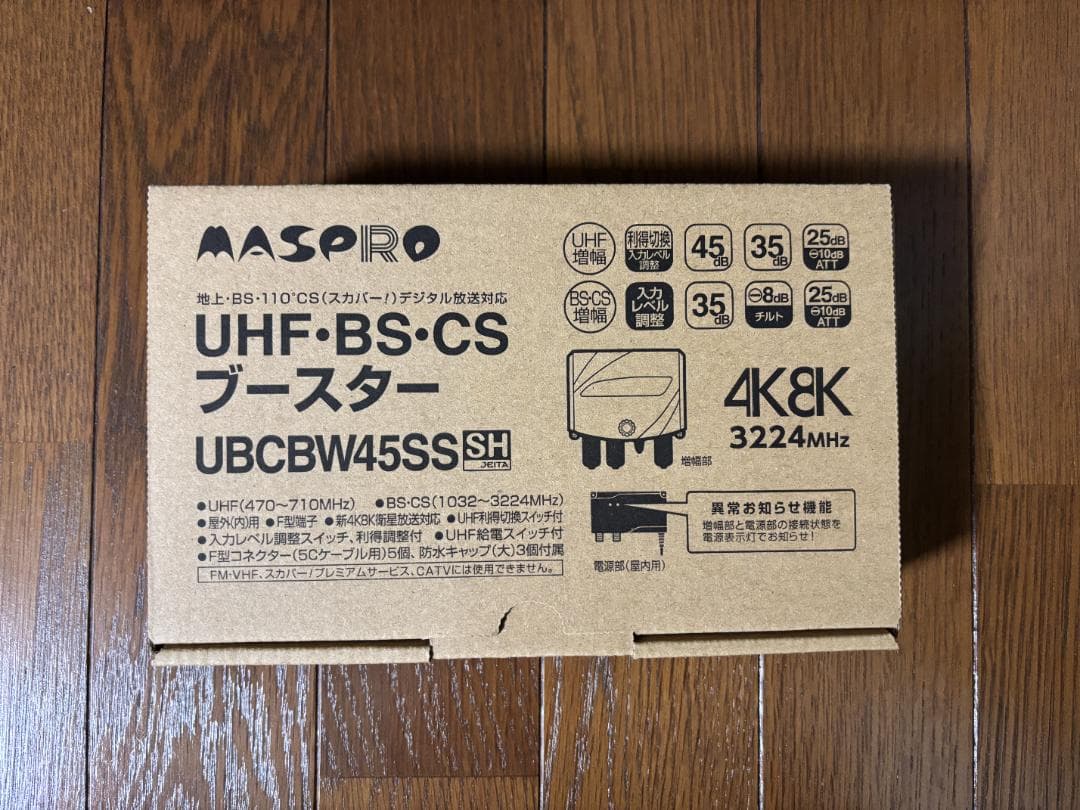 MASPRO
地上・BS・110°CS(スカパー!)デジタル放送対応
UHF・BS・CS
ブースター
UBCBW45SS SH
JEITA
●UHF(470〜710MHz) ●BS・CS(1032〜3224MHz)
●屋外(内)用 ●F型端子 ●新4K8K衛星放送対応 ●UHF利得切換スイッチ付
●入力レベル調整スイッチ、利得調整付 ●UHF給電スイッチ付
●F型コネクター(5Cケーブル用)5個、防水キャップ(大)3個付属
FM・VHF、スカパー!プレミアムサービス、CATVには使用できません。
UHF
増幅
利得切換
入力レベル
調整
45dB
35dB
25dB
⊖10dB
ATT
BS・CS
増幅
入力
レベル
調整
35dB
⊖8dB
チルト
25dB
⊖10dB
ATT
増幅部
4K8K
3224MHz
電源部(屋内用)
異常お知らせ機能
増幅部と電源部の接続状態を
電源表示灯でお知らせ!